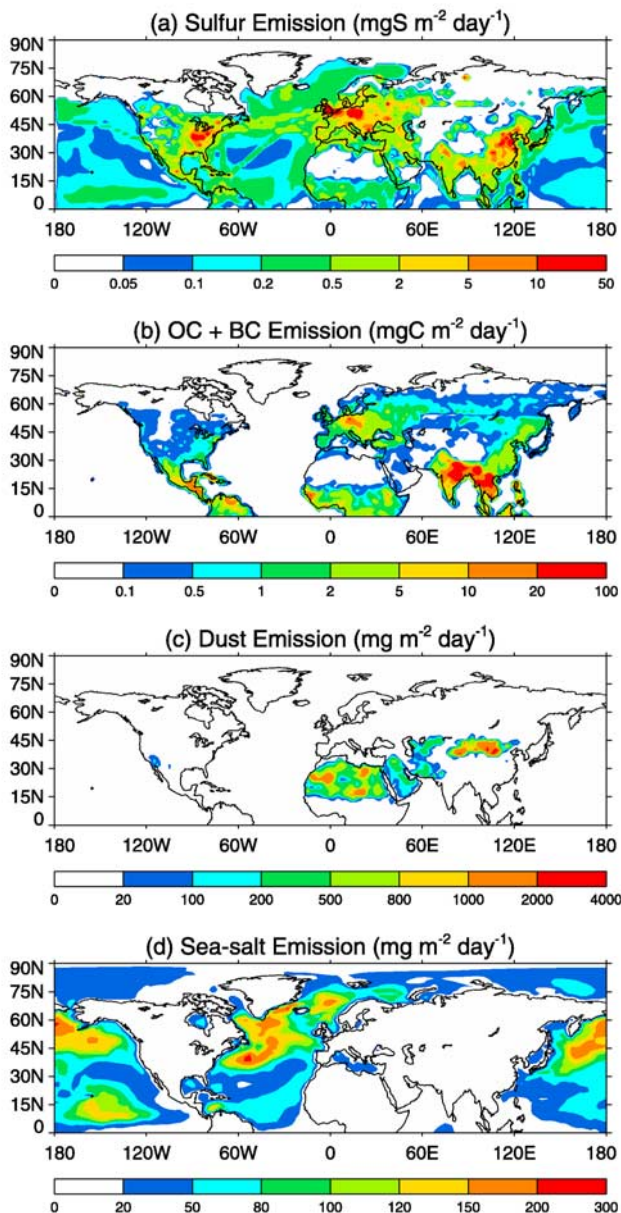 (a) Sulfur Emission (mgS m⁻² day⁻¹)
90N
75N
60N
45N
30N
15N
0
180 120W 60W 0 60E 120E 180
0 0.05 0.1 0.2 0.5 2 5 10 50
(b) OC + BC Emission (mgC m⁻² day⁻¹)
90N
75N
60N
45N
30N
15N
0
180 120W 60W 0 60E 120E 180
0 0.1 0.5 1 2 5 10 20 100
(c) Dust Emission (mg m⁻² day⁻¹)
90N
75N
60N
45N
30N
15N
0
180 120W 60W 0 60E 120E 180
0 20 100 200 500 800 1000 2000 4000
(d) Sea-salt Emission (mg m⁻² day⁻¹)
90N
75N
60N
45N
30N
15N
0
180 120W 60W 0 60E 120E 180
0 20 50 80 100 120 150 200 300